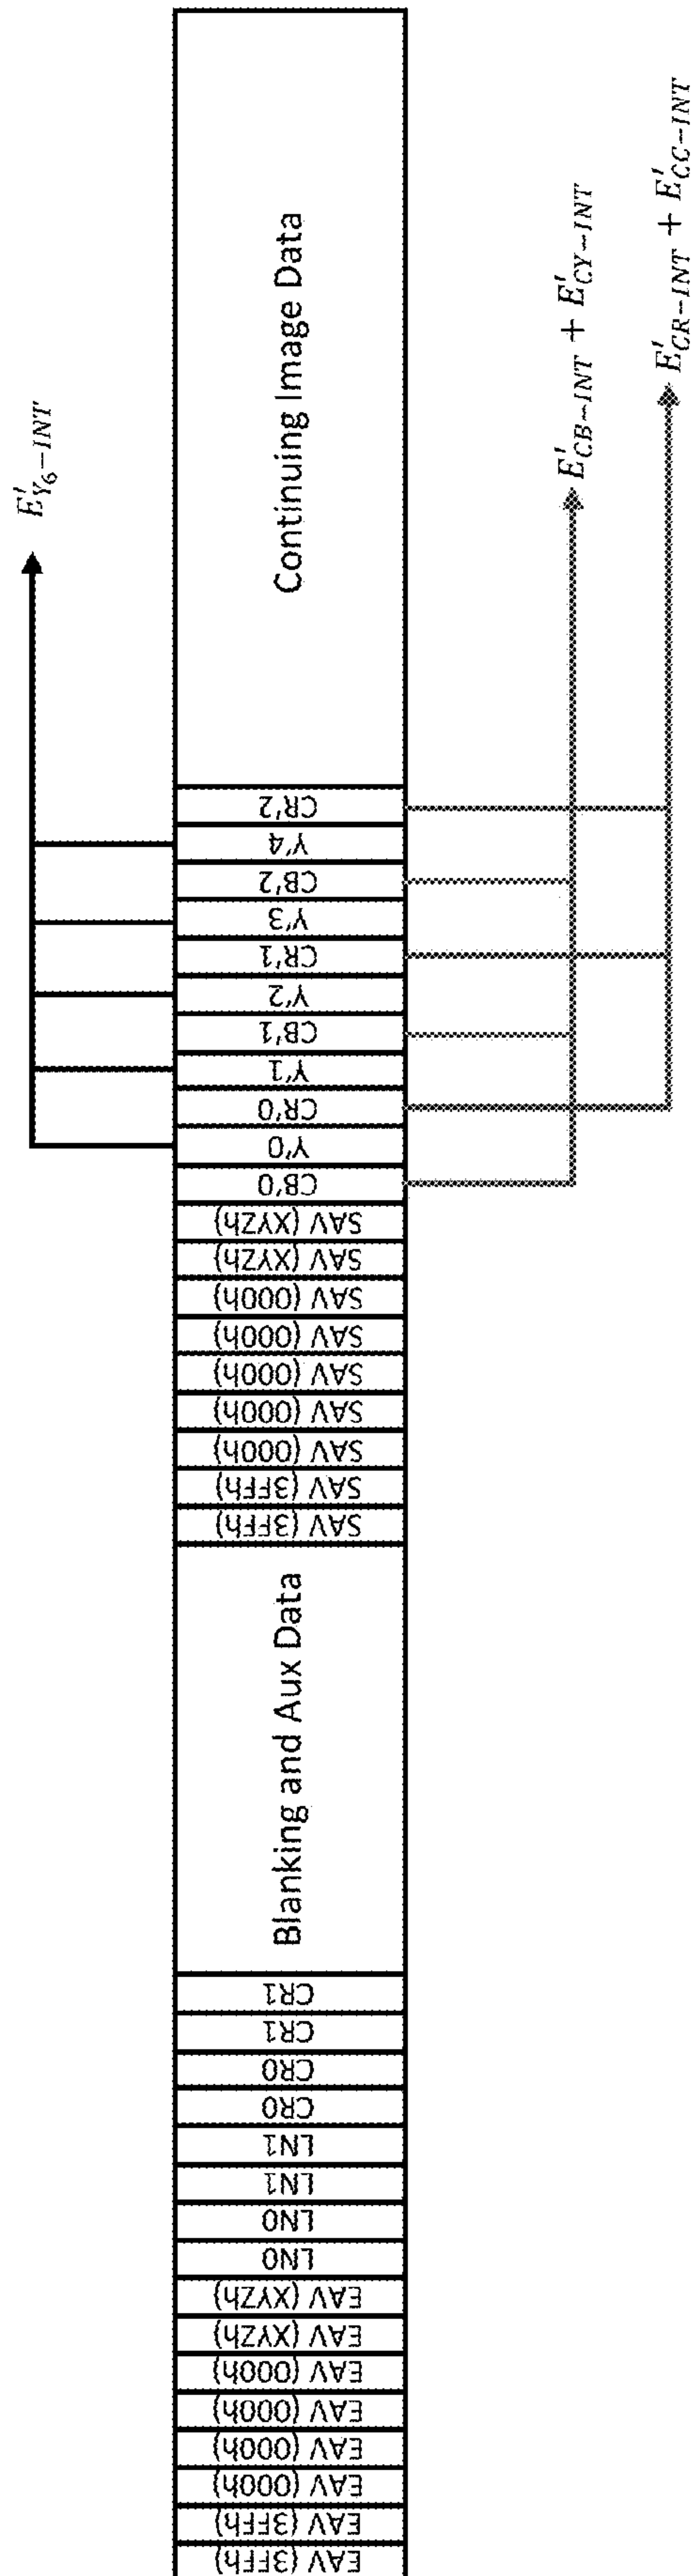 E'Y6−INT
EAV (3FFh)
EAV (3FFh)
EAV (000h)
EAV (000h)
EAV (000h)
EAV (000h)
EAV (XYZh)
EAV (XYZh)
LN0
LN0
LN1
LN1
CR0
CR0
CR1
CR1
Blanking and Aux Data
SAV (3FFh)
SAV (3FFh)
SAV (000h)
SAV (000h)
SAV (000h)
SAV (000h)
SAV (000h)
SAV (XYZh)
SAV (XYZh)
CB'0
Y'0
CR'0
Y'1
CB'1
Y'2
CR'1
Y'3
CB'2
Y'4
CR'2
Continuing Image Data
E'CB−INT + E'CY−INT
E'CR−INT + E'CC−INT